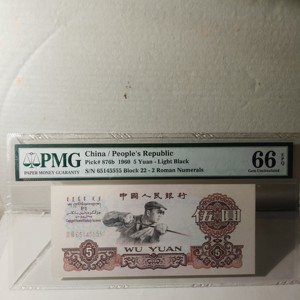 PMG
PAPER MONEY GUARANTY
China / People's Republic
Pick# 876b 1960 5 Yuan - Light Black
S/N 63145555 Block 22 - 2 Roman Numerals
66 EPQ
Gem Uncirculated
中国人民银行
伍圆
5
WU YUAN
5